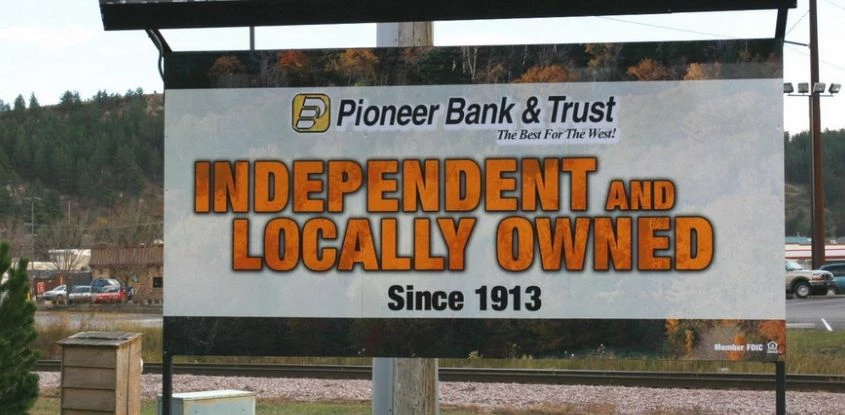 Pioneer Bank & Trust
The Best For The West!
INDEPENDENT AND
LOCALLY OWNED
Since 1913
Member FDIC